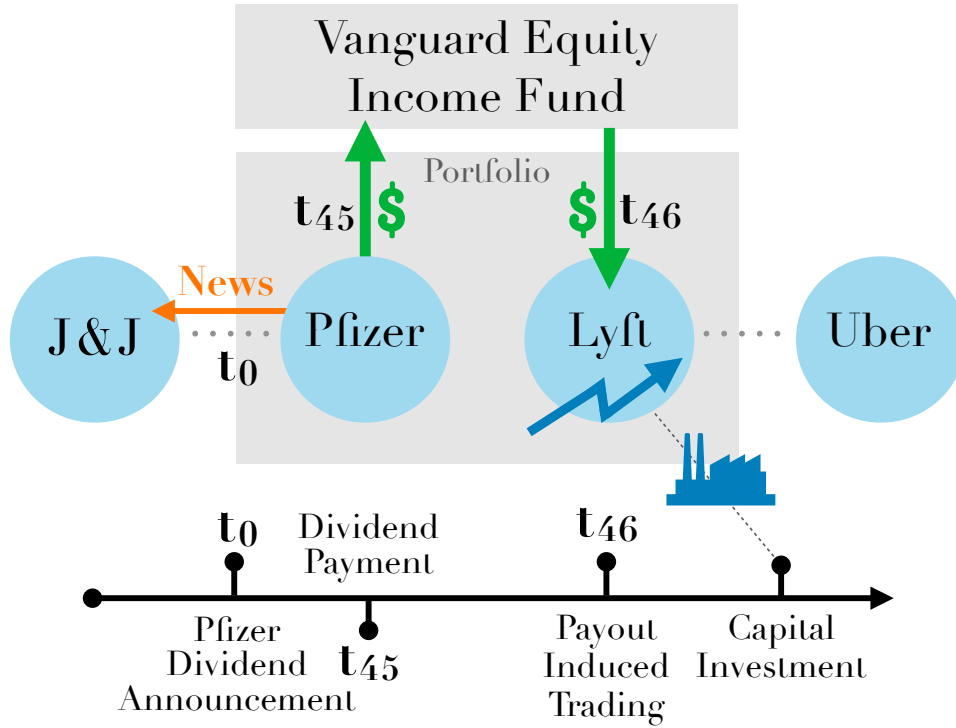 Vanguard Equity
Income Fund
Portfolio
t45 $
$ t46
News
J&J
Pfizer
Lyft
Uber
t0
t0
Dividend
Payment
t46
Pfizer
Dividend
Announcement
t45
Payout
Induced
Trading
Capital
Investment